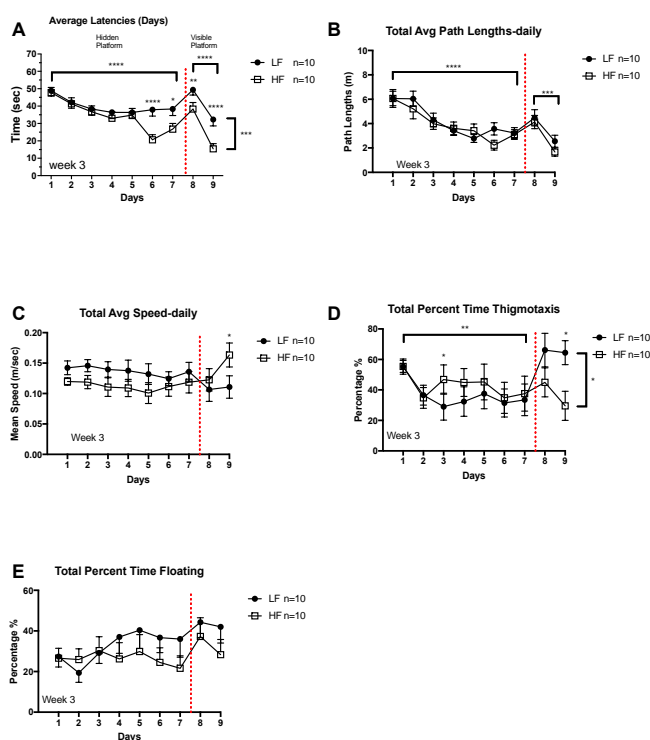 A
Average Latencies (Days)
Hidden
Platform
Visible
Platform
****
****
**
**** *
****
***
LF n=10
HF n=10
Time (sec)
70
60
50
40
30
20
10
0
week 3
1 2 3 4 5 6 7 8 9
Days
B
Total Avg Path Lengths-daily
****
***
LF n=10
HF n=10
Path Lengths (m)
10
8
6
4
2
0
Week 3
1 2 3 4 5 6 7 8 9
Days
C
Total Avg Speed-daily
*
LF n=10
HF n=10
Mean Speed (m/sec)
0.20
0.15
0.10
0.05
0.00
Week 3
1 2 3 4 5 6 7 8 9
Days
D
Total Percent Time Thigmotaxis
**
*
*
*
LF n=10
HF n=10
Percentage %
80
60
40
20
0
Week 3
1 2 3 4 5 6 7 8 9
Days
E
Total Percent Time Floating
LF n=10
HF n=10
Percentage %
60
40
20
0
Week 3
1 2 3 4 5 6 7 8 9
Days